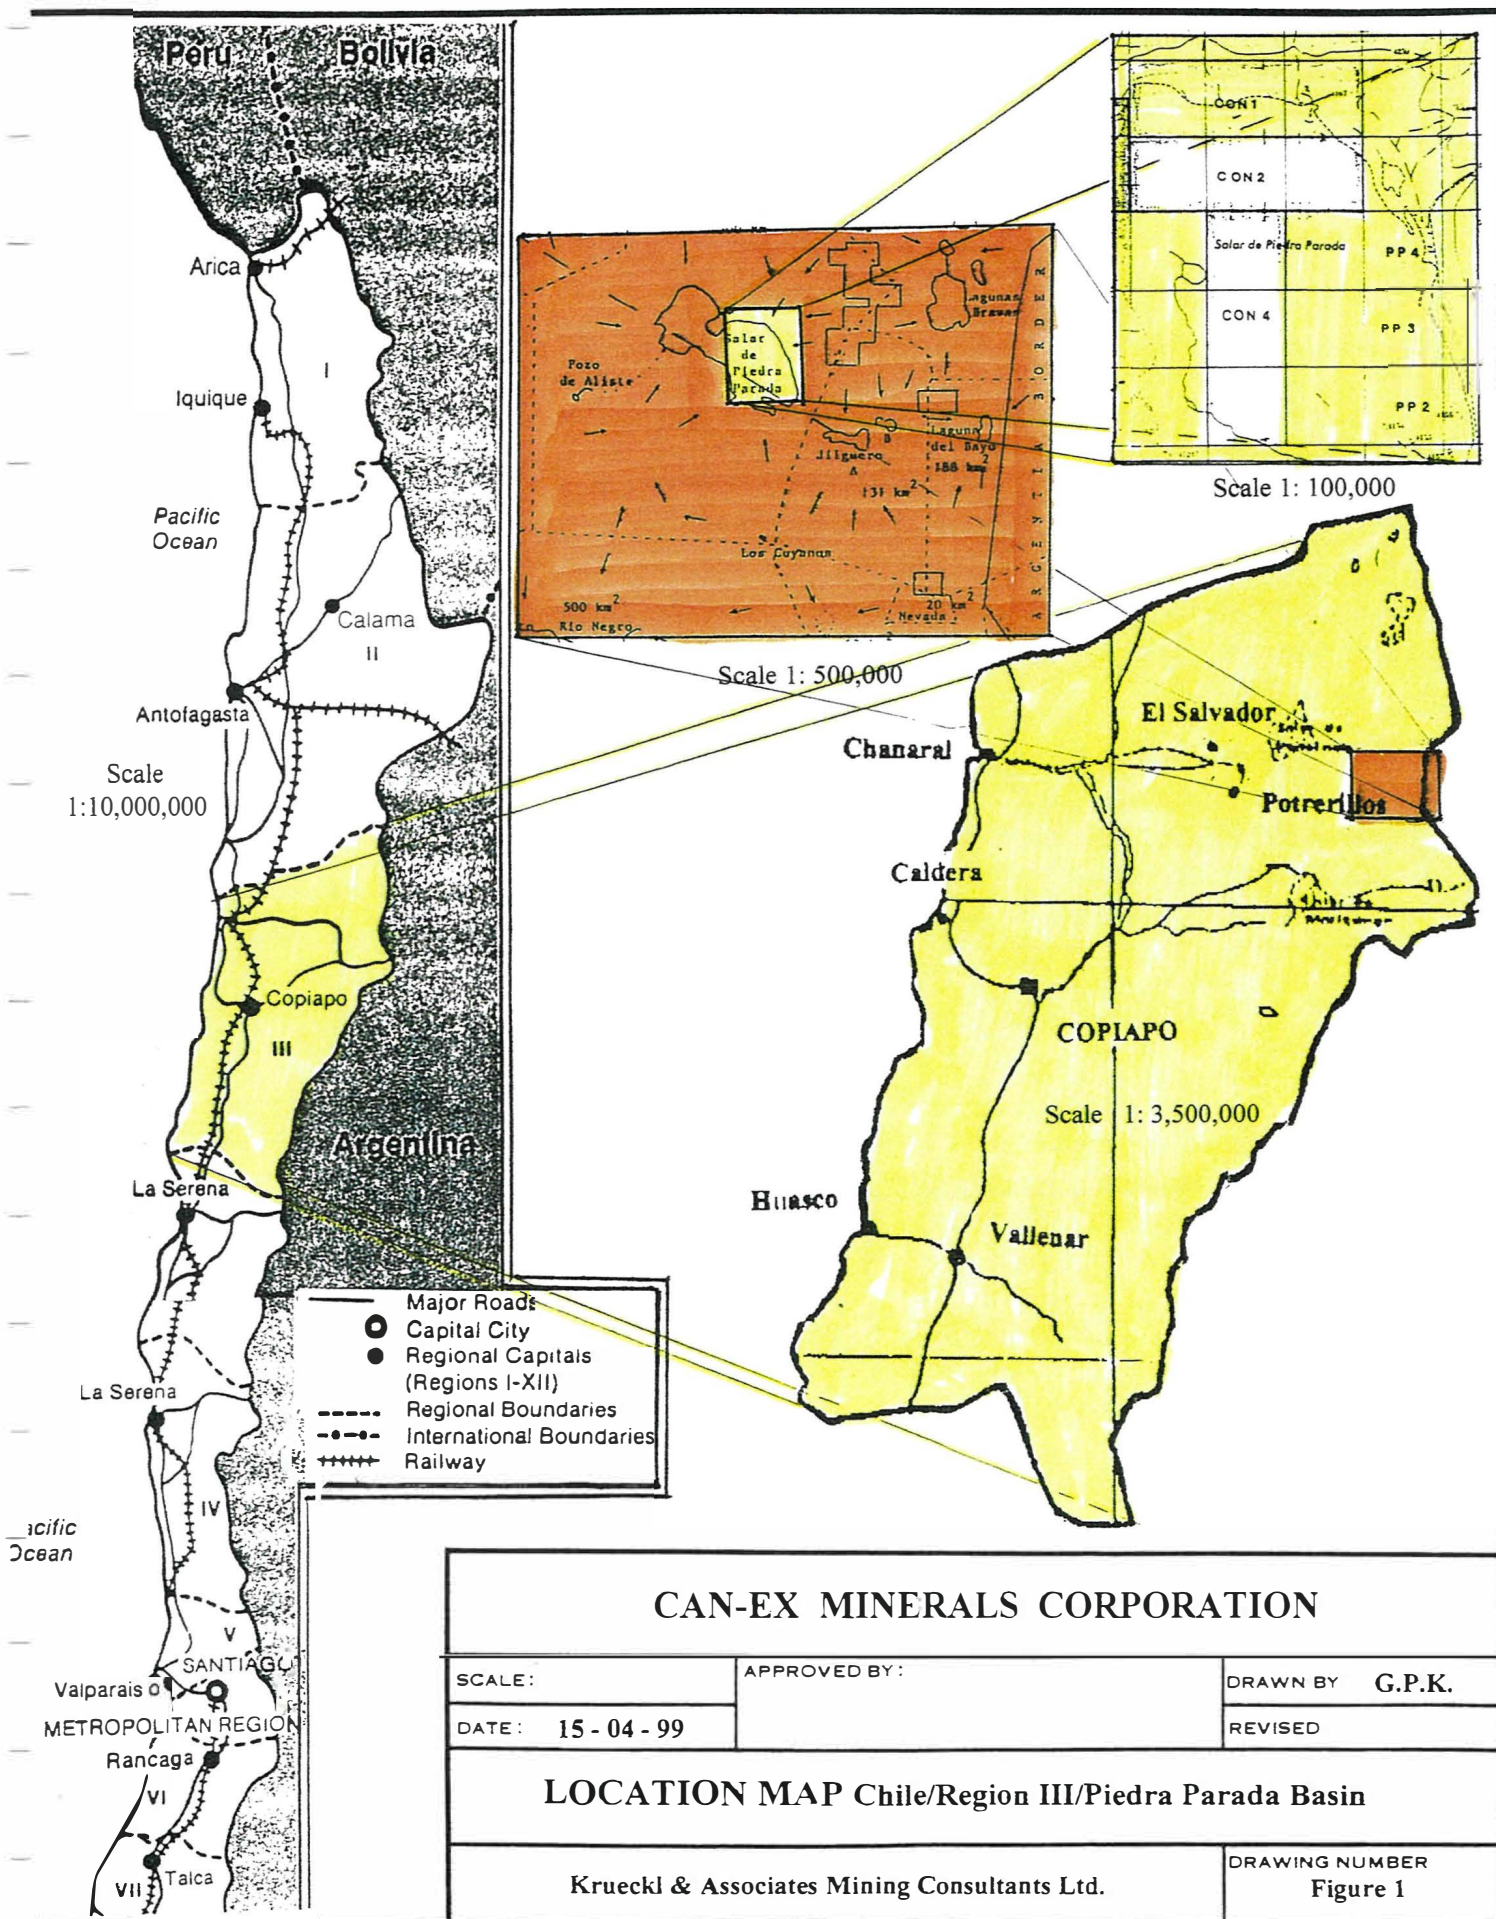 Peru
Bolivia
Arica
I
Iquique
Pacific
Ocean
Calama
II
Antofagasta
Scale
1:10,000,000
Copiapo
III
Argentina
La Serena
La Serena
IV
acific
Ocean
V
SANTIAGO
Valparaiso
METROPOLITAN REGION
Rancaga
VI
Talca
VII
Major Roads
Capital City
Regional Capitals
(Regions I-XII)
Regional Boundaries
International Boundaries
Railway
Salar
de
Piedra
Parada
Pozo
de Aliste
Lagunas
Bravas
Jilguero
A
B
Laguna
del Bayo
188 km2
131 km2
Los Cuyanos
500 km2
Rio Negro
20 km2
Nevada
ARGENTINA BORDER
Scale 1: 500,000
CON 1
CON 2
Salar de Piedra Parada
PP 4
CON 4
PP 3
PP 2
Scale 1: 100,000
El Salvador
Chanaral
Potrerillos
Caldera
COPIAPO
Scale 1: 3,500,000
Huasco
Vallenar
CAN-EX MINERALS CORPORATION
SCALE:
APPROVED BY:
DRAWN BY G.P.K.
DATE: 15 - 04 - 99
REVISED
LOCATION MAP Chile/Region III/Piedra Parada Basin
Krueckl & Associates Mining Consultants Ltd.
DRAWING NUMBER
Figure 1